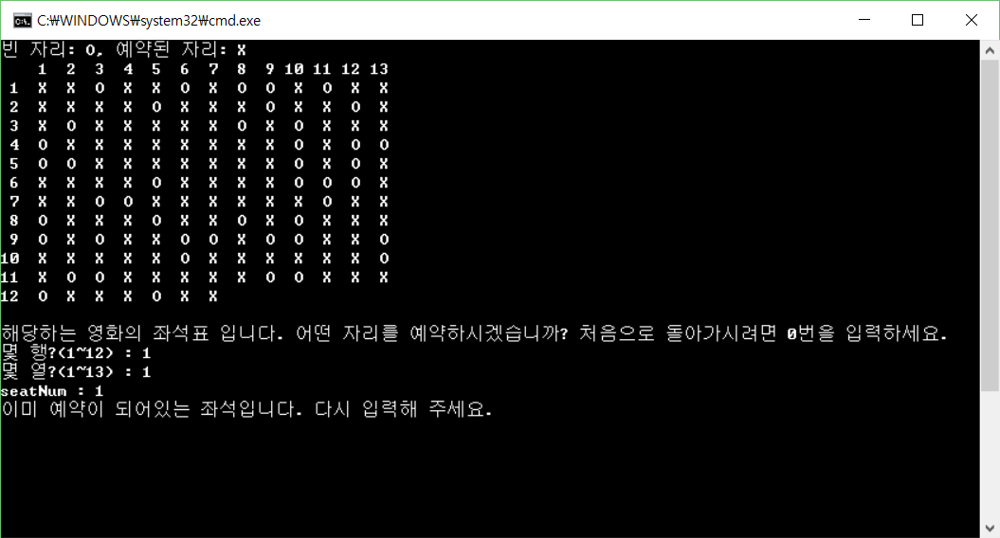 C:₩WINDOWS₩system32₩cmd.exe
빈 자리: O, 예약된 자리: X
1 2 3 4 5 6 7 8 9 10 11 12 13
1 X X O X X O X O O X O X X
2 X X X X O X X X O X X O X
3 X O X X X X X O X O X X X
4 O X X X X X X X X O X O O
5 O O X X X X X X X O X O X
6 X X X X O X X X X O O O X
7 X X O O X X X X X X O X X
8 O X X X O X X O X O X X X
9 O X O X X O O X O O X X O
10 X X X X X O X X X X X X O
11 X O O X X X X X O O X X X
12 O X X X O X X
해당하는 영화의 좌석표 입니다. 어떤 자리를 예약하시겠습니까? 처음으로 돌아가시려면 0번을 입력하세요.
몇 행?(1~12) : 1
몇 열?(1~13) : 1
seatNum : 1
이미 예약이 되어있는 좌석입니다. 다시 입력해 주세요.